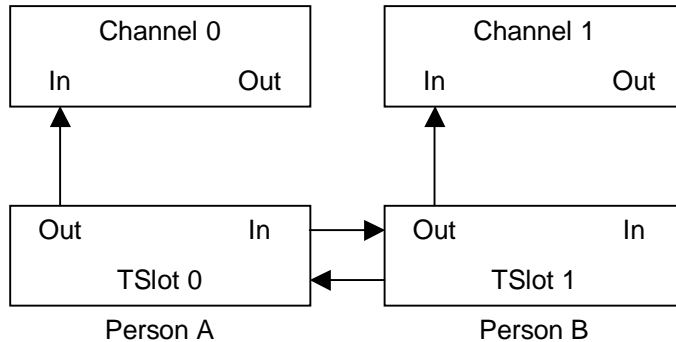 Channel 0
Channel 1
In Out
In Out
Out In
Out In
TSlot 0
TSlot 1
Person A
Person B